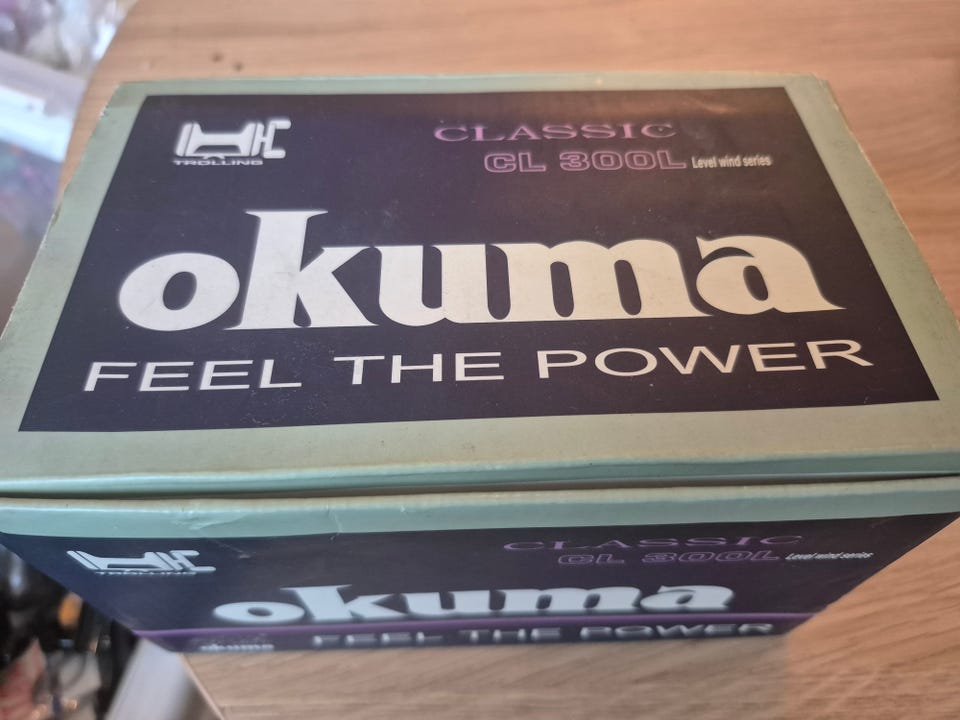 CLASSIC
TROLLING
CL 300L Level wind series
okuma
FEEL THE POWER
CLASSIC
TROLLING
CL 300L Level wind series
okuma
FEEL THE POWER
okuma